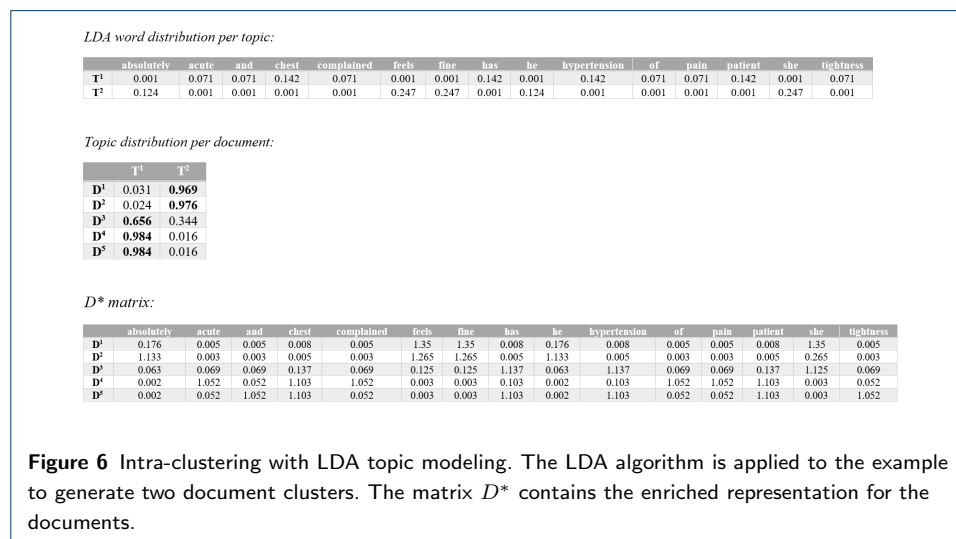 LDA word distribution per topic:
absolutely acute and chest complained feels fine has he hypertension of pain patient she tightness
T¹ 0.001 0.071 0.071 0.142 0.071 0.001 0.001 0.142 0.001 0.142 0.071 0.071 0.142 0.001 0.071
T² 0.124 0.001 0.001 0.001 0.001 0.247 0.247 0.001 0.124 0.001 0.001 0.001 0.001 0.247 0.001
Topic distribution per document:
T¹ T²
D¹ 0.031 0.969
D² 0.024 0.976
D³ 0.656 0.344
D⁴ 0.984 0.016
D⁵ 0.984 0.016
D* matrix:
absolutely acute and chest complained feels fine has he hypertension of pain patient she tightness
D¹ 0.176 0.005 0.005 0.008 0.005 1.35 1.35 0.008 0.176 0.008 0.005 0.005 0.008 1.35 0.005
D² 1.133 0.003 0.003 0.005 0.003 1.265 1.265 0.005 1.133 0.005 0.003 0.003 0.005 0.265 0.003
D³ 0.063 0.069 0.069 0.137 0.069 0.125 0.125 1.137 0.063 1.137 0.069 0.069 0.137 1.125 0.069
D⁴ 0.002 1.052 0.052 1.103 1.052 0.003 0.003 0.103 0.002 0.103 1.052 1.052 1.103 0.003 0.052
D⁵ 0.002 0.052 1.052 1.103 0.052 0.003 0.003 1.103 0.002 1.103 0.052 0.052 1.103 0.003 1.052
Figure 6 Intra-clustering with LDA topic modeling. The LDA algorithm is applied to the example
to generate two document clusters. The matrix D* contains the enriched representation for the
documents.